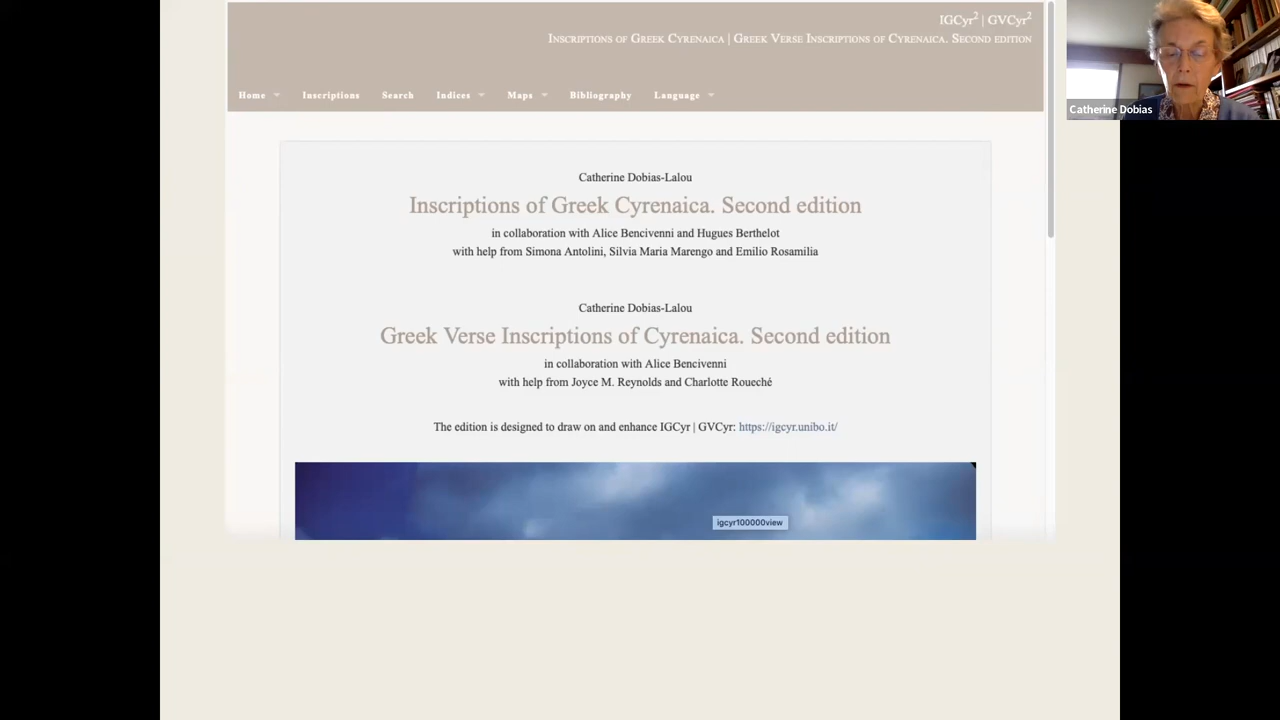 IGCyr² | GVCyr²
Inscriptions of Greek Cyrenaica | Greek Verse Inscriptions of Cyrenaica. Second edition
Home Inscriptions Search Indices Maps Bibliography Language
Catherine Dobias
Catherine Dobias-Lalou
Inscriptions of Greek Cyrenaica. Second edition
in collaboration with Alice Bencivenni and Hugues Berthelot
with help from Simona Antolini, Silvia Maria Marengo and Emilio Rosamilia
Catherine Dobias-Lalou
Greek Verse Inscriptions of Cyrenaica. Second edition
in collaboration with Alice Bencivenni
with help from Joyce M. Reynolds and Charlotte Roueché
The edition is designed to draw on and enhance IGCyr | GVCyr: https://igcyr.unibo.it/
igcyr100000view